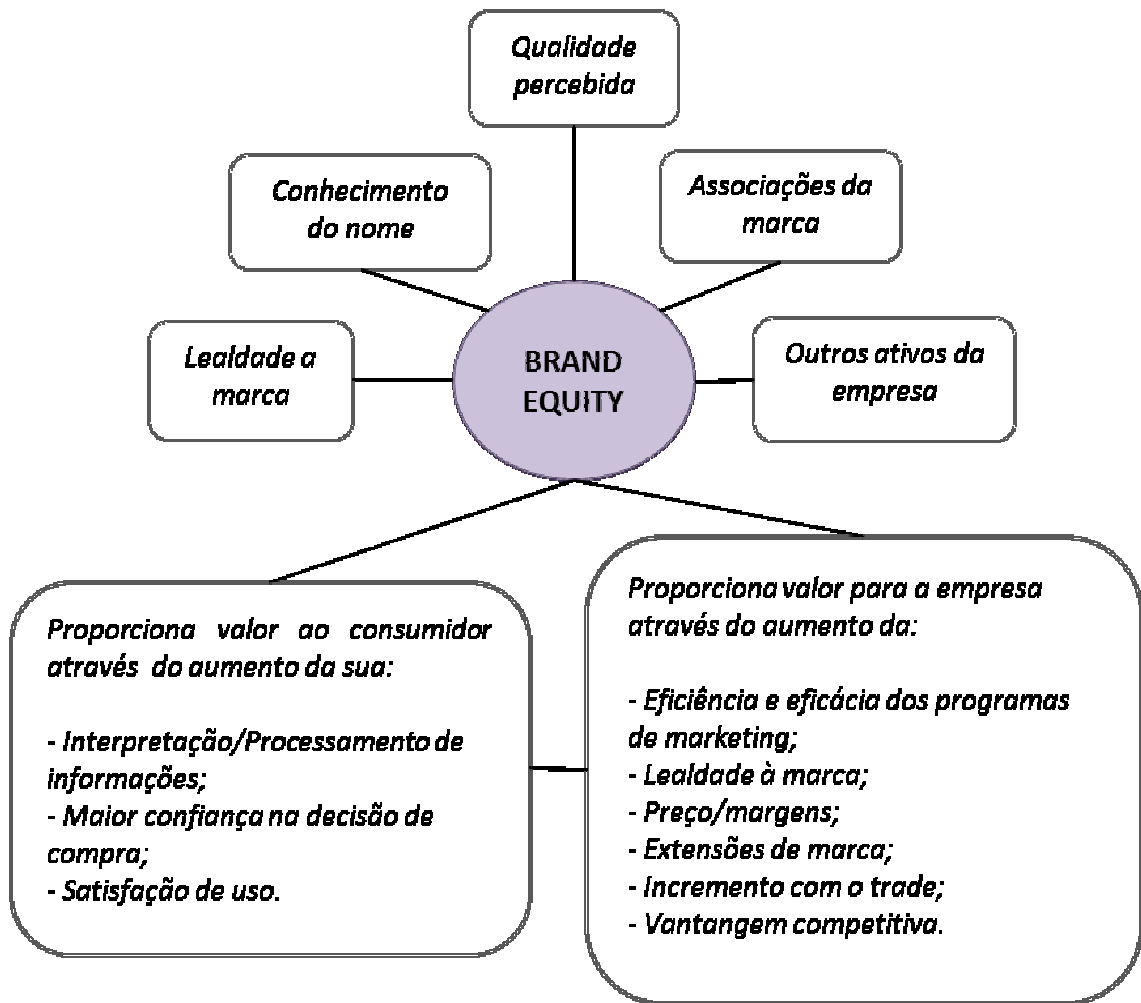 Qualidade
percebida
Conhecimento
do nome
Associações da
marca
Lealdade a
marca
BRAND
EQUITY
Outros ativos da
empresa
Proporciona valor ao consumidor
através do aumento da sua:
- Interpretação/Processamento de
informações;
- Maior confiança na decisão de
compra;
- Satisfação de uso.
Proporciona valor para a empresa
através do aumento da:
- Eficiência e eficácia dos programas
de marketing;
- Lealdade à marca;
- Preço/margens;
- Extensões de marca;
- Incremento com o trade;
- Vantangem competitiva.